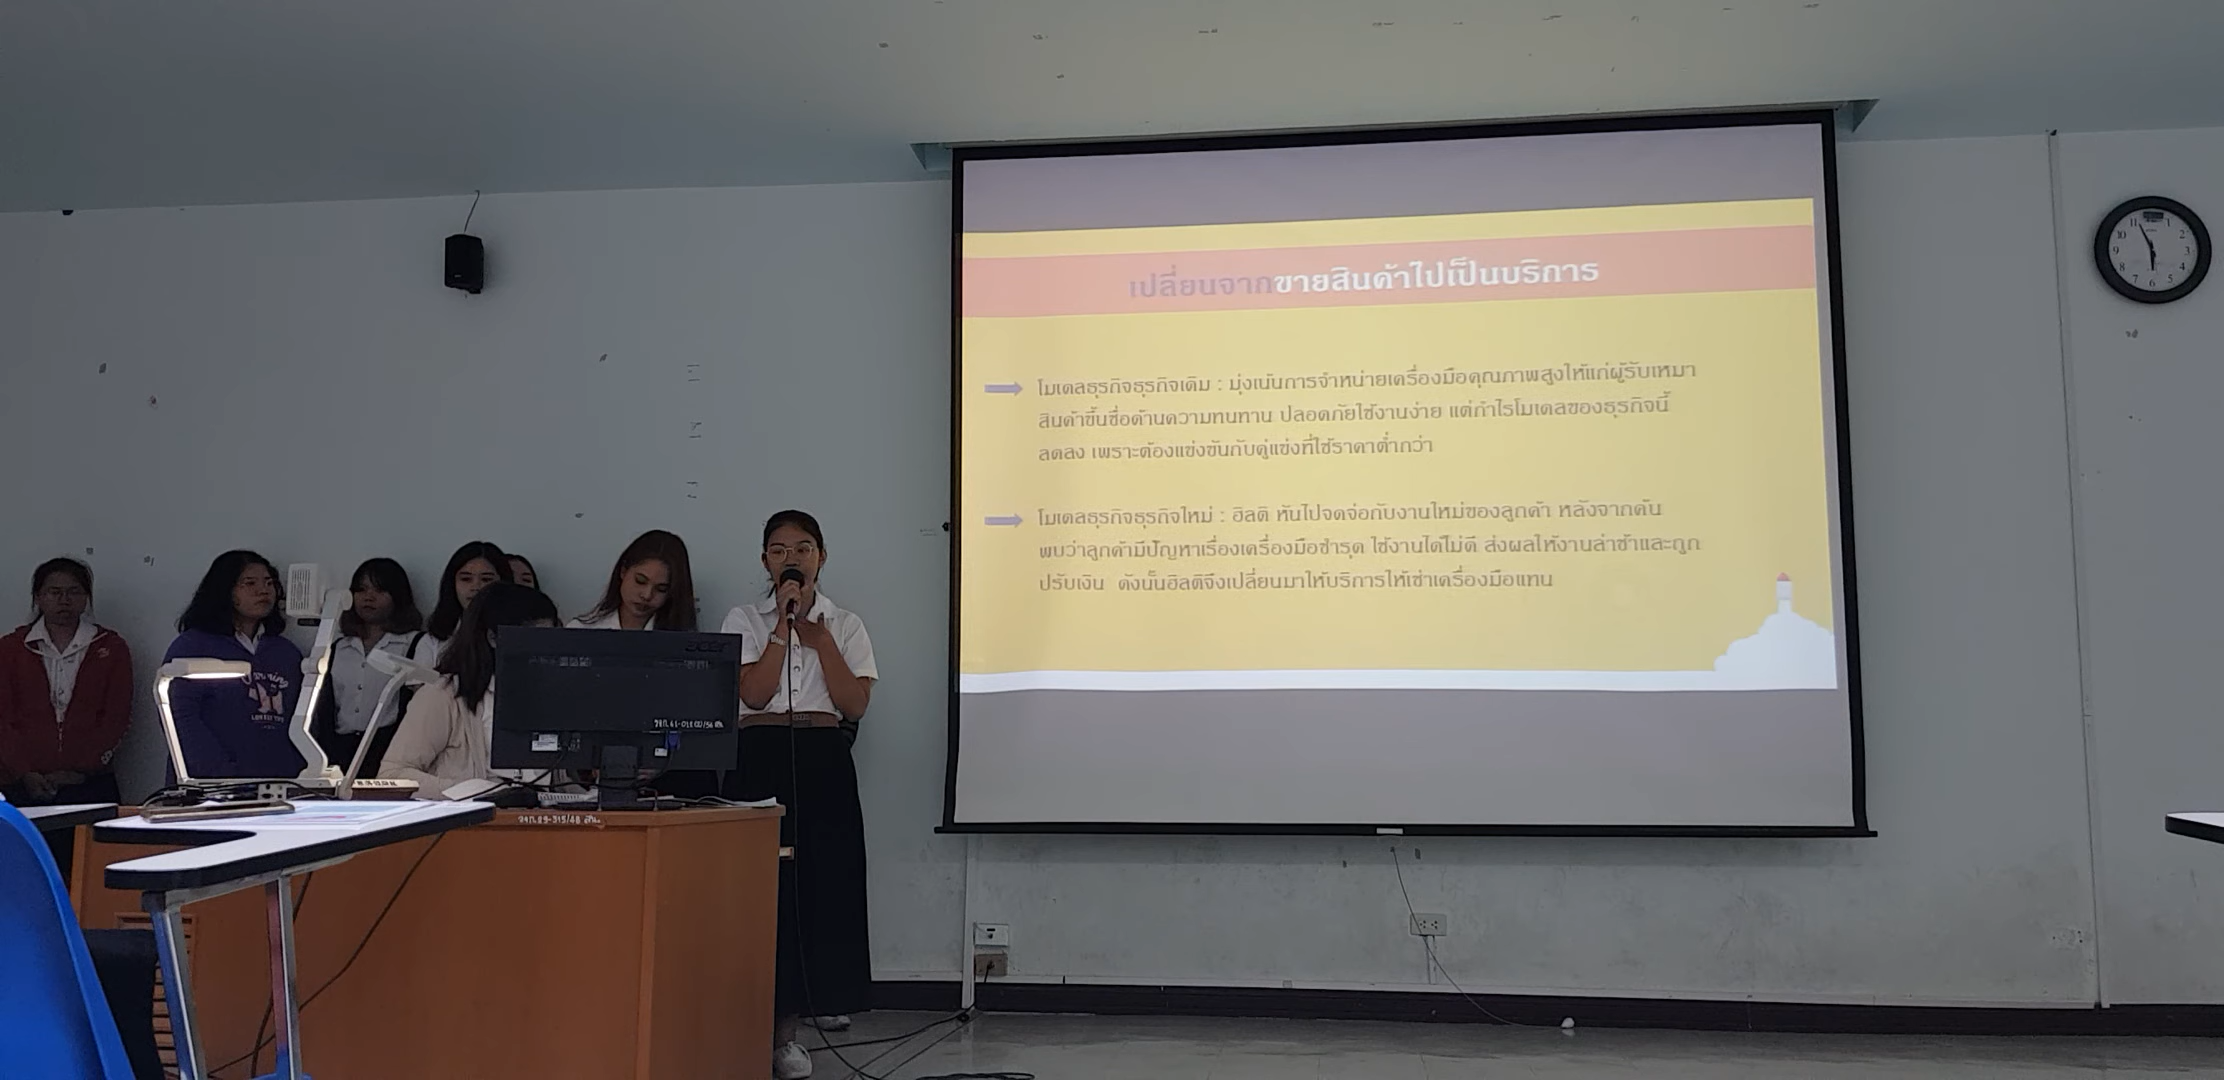 เปลี่ยนจากขายสินค้าไปเป็นบริการ
โมเดลธุรกิจธุรกิจเดิม : มุ่งเน้นการจำหน่ายเครื่องมือคุณภาพสูงให้แก่ผู้รับเหมา
สินค้าขึ้นชื่อด้านความทนทาน ปลอดภัยใช้งานง่าย แต่กำไรโมเดลของธุรกิจนี้
ลดลง เพราะต้องแข่งขันกับคู่แข่งที่ใช้ราคาต่ำกว่า
โมเดลธุรกิจธุรกิจใหม่ : ฮิลติ หันไปจดจ่อกับงานใหม่ของลูกค้า หลังจากค้น
พบว่าลูกค้ามีปัญหาเรื่องเครื่องมือชำรุด ใช้งานได้ไม่ดี ส่งผลให้งานล่าช้าและถูก
ปรับเงิน ดังนั้นฮิลติจึงเปลี่ยนมาให้บริการให้เช่าเครื่องมือแทน
acer
11 1 2 3 4 5 6 7 8 9 10